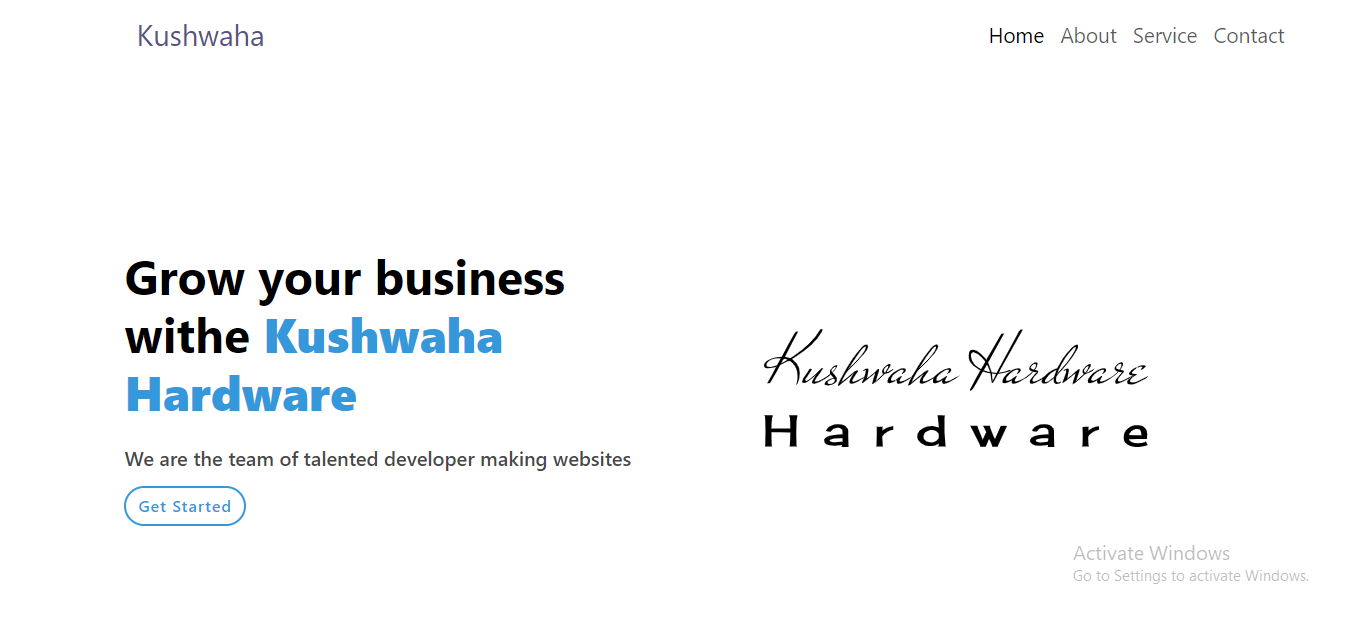 Kushwaha
Home About Service Contact
Grow your business
withe Kushwaha
Hardware
We are the team of talented developer making websites
Get Started
Kushwaha Hardware
Hardware
Activate Windows
Go to Settings to activate Windows.